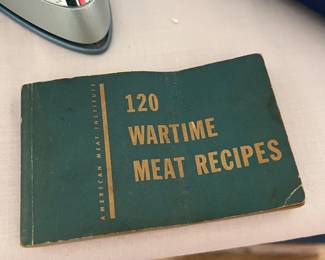 AMERICAN MEAT INSTITUTE
120
WARTIME
MEAT RECIPES